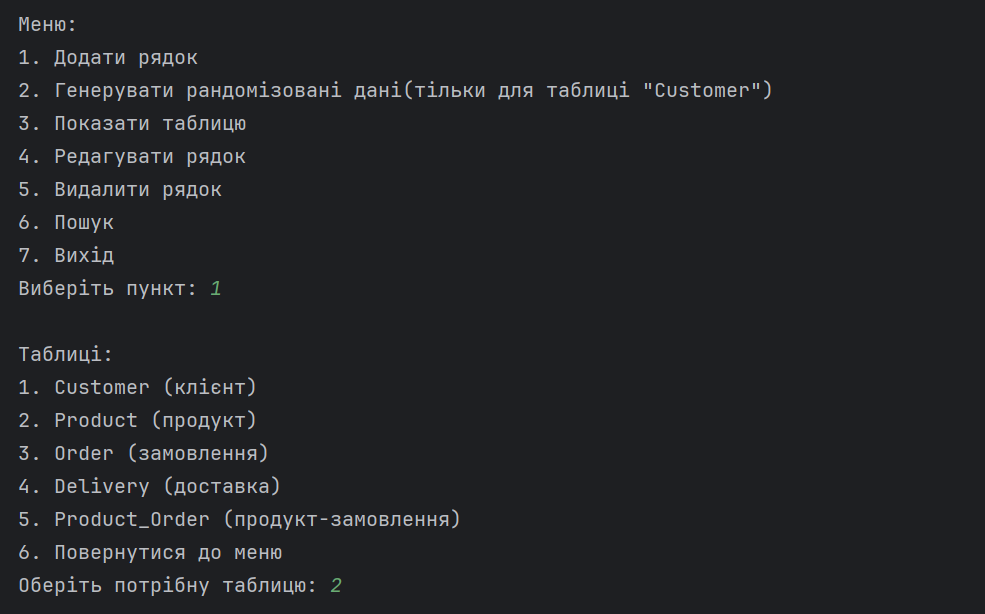 Меню:
1. Додати рядок
2. Генерувати рандомізовані дані(тільки для таблиці "Customer")
3. Показати таблицю
4. Редагувати рядок
5. Видалити рядок
6. Пошук
7. Вихід
Виберіть пункт: 1
Таблиці:
1. Customer (клієнт)
2. Product (продукт)
3. Order (замовлення)
4. Delivery (доставка)
5. Product_Order (продукт-замовлення)
6. Повернутися до меню
Оберіть потрібну таблицю: 2